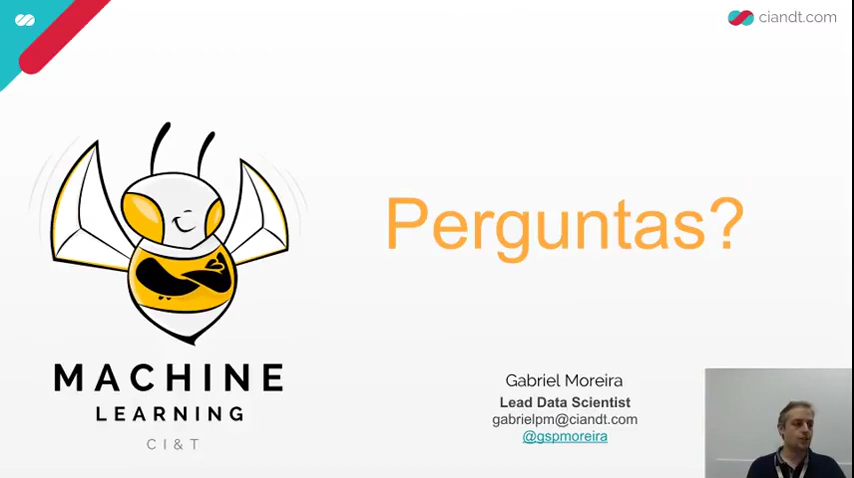 ciandt.com
Perguntas?
MACHINE
LEARNING
CI&T
Gabriel Moreira
Lead Data Scientist
gabrielpm@ciandt.com
@gspmoreira